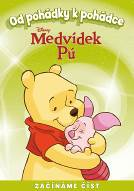 Od pohádky k pohádce
Disney
Medvídek
Pú
ZAČÍNÁME ČÍST